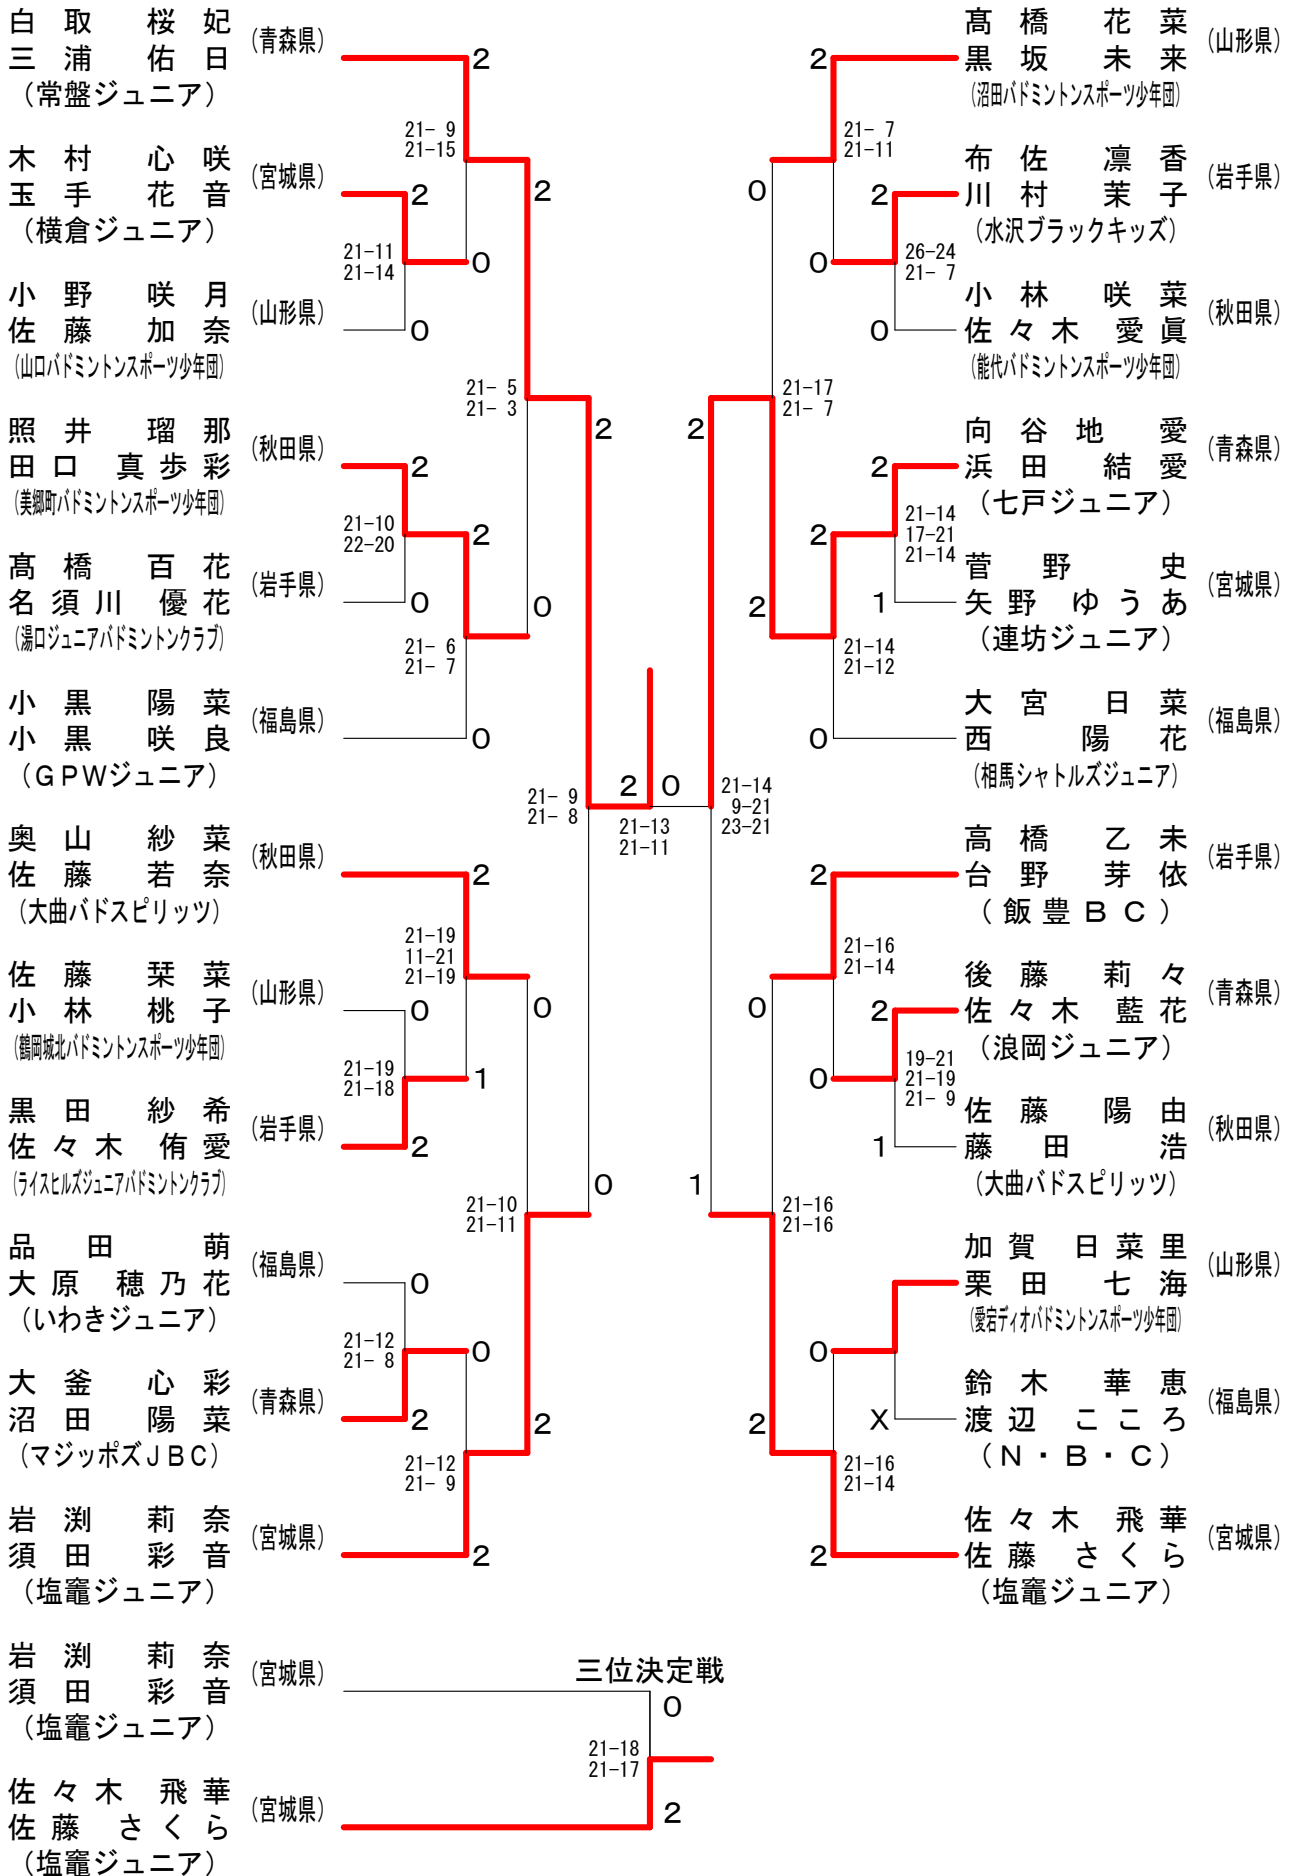 白取 桜妃
三浦 佑日
(青森県)
(常盤ジュニア)
2
21- 9
21-15
木村 心咲
玉手 花音
(宮城県)
(横倉ジュニア)
2
2
21-11
21-14
0
小野 咲月
佐藤 加奈
(山形県)
(山口バドミントンスポーツ少年団)
0
21- 5
21- 3
2
照井 瑠那
田口 真歩彩
(秋田県)
(美郷町バドミントンスポーツ少年団)
2
21-10
22-20
2
髙橋 百花
名須川 優花
(岩手県)
(湯口ジュニアバドミントンクラブ)
0
0
21- 6
21- 7
小黒 陽菜
小黒 咲良
(福島県)
(GPWジュニア)
0
21- 9
21- 8
2
0
21-13
21-11
奥山 紗菜
佐藤 若奈
(秋田県)
(大曲バドスピリッツ)
2
21-19
11-21
21-19
佐藤 栞菜
小林 桃子
(山形県)
(鶴岡城北バドミントンスポーツ少年団)
0
0
21-19
21-18
1
黒田 紗希
佐々木 侑愛
(岩手県)
(ライスヒルズジュニアバドミントンクラブ)
2
21-10
21-11
0
品田 萌
大原 穂乃花
(福島県)
(いわきジュニア)
0
21-12
21- 8
0
大釜 心彩
沼田 陽菜
(青森県)
(マジッポズJBC)
2
2
21-12
21- 9
岩渕 莉奈
須田 彩音
(宮城県)
(塩竈ジュニア)
2
髙橋 花菜
黒坂 未来
(山形県)
(沼田バドミントンスポーツ少年団)
2
21- 7
21-11
布佐 凛香
川村 茉子
(岩手県)
(水沢ブラックキッズ)
0
2
0
26-24
21- 7
小林 咲菜
佐々木 愛眞
(秋田県)
(能代バドミントンスポーツ少年団)
0
21-17
21- 7
2
向谷地 愛
浜田 結愛
(青森県)
(七戸ジュニア)
2
2
21-14
17-21
21-14
菅野 史
矢野 ゆうあ
(宮城県)
(連坊ジュニア)
2
1
21-14
21-12
大宮 日菜
西 陽花
(福島県)
(相馬シャトルズジュニア)
0
21-14
9-21
23-21
高橋 乙未
台野 芽依
(岩手県)
(飯豊BC)
2
21-16
21-14
後藤 莉々
佐々木 藍花
(青森県)
(浪岡ジュニア)
0
2
0
19-21
21-19
21- 9
佐藤 陽由
藤田 浩
(秋田県)
(大曲バドスピリッツ)
1
1
21-16
21-16
加賀 日菜里
栗田 七海
(山形県)
(愛宕ディオバドミントンスポーツ少年団)
0
鈴木 華恵
渡辺 こころ
(福島県)
(N・B・C)
2
X
21-16
21-14
佐々木 飛華
佐藤 さくら
(宮城県)
(塩竈ジュニア)
2
三位決定戦
岩渕 莉奈
須田 彩音
(宮城県)
(塩竈ジュニア)
0
21-18
21-17
佐々木 飛華
佐藤 さくら
(宮城県)
(塩竈ジュニア)
2